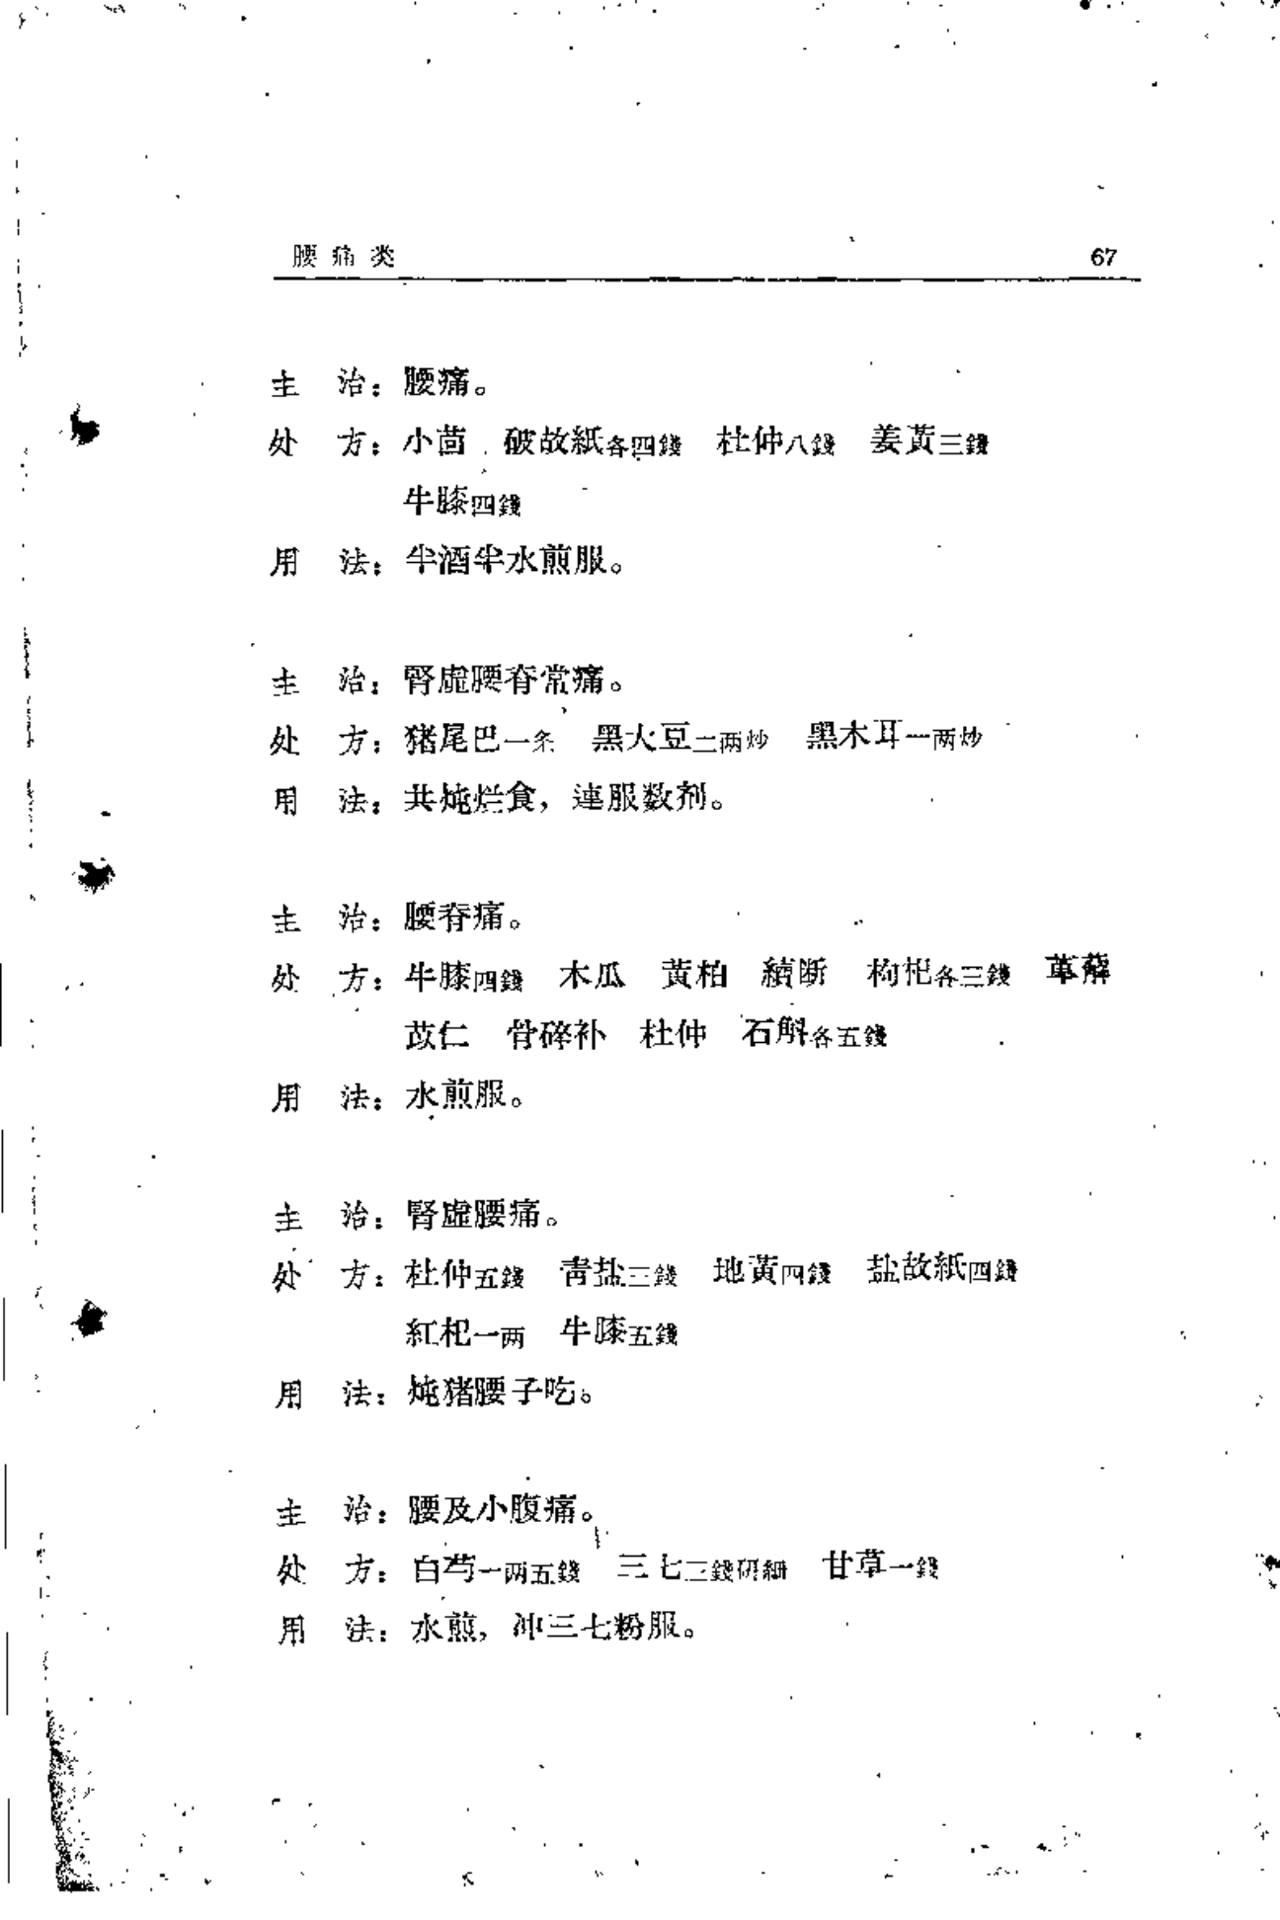 腰痛类 67
主　治：腰痛。
处　方：小茴　破故紙各四錢　杜仲八錢　姜黃三錢
牛膝四錢
用　法：半酒半水煎服。
主　治：腎虛腰脊常痛。
处　方：猪尾巴一条　黑大豆二两炒　黑木耳一两炒
用　法：共炖烂食，連服数剂。
主　治：腰脊痛。
处　方：牛膝四錢　木瓜　黃柏　續断　枸杞各三錢　萆薢
苡仁　骨碎补　杜仲　石斛各五錢
用　法：水煎服。
主　治：腎虛腰痛。
处　方：杜仲五錢　青盐三錢　地黃四錢　盐故紙四錢
紅杞一两　牛膝五錢
用　法：炖猪腰子吃。
主　治：腰及小腹痛。
处　方：白芍一两五錢　三七三錢研細　甘草一錢
用　法：水煎，冲三七粉服。